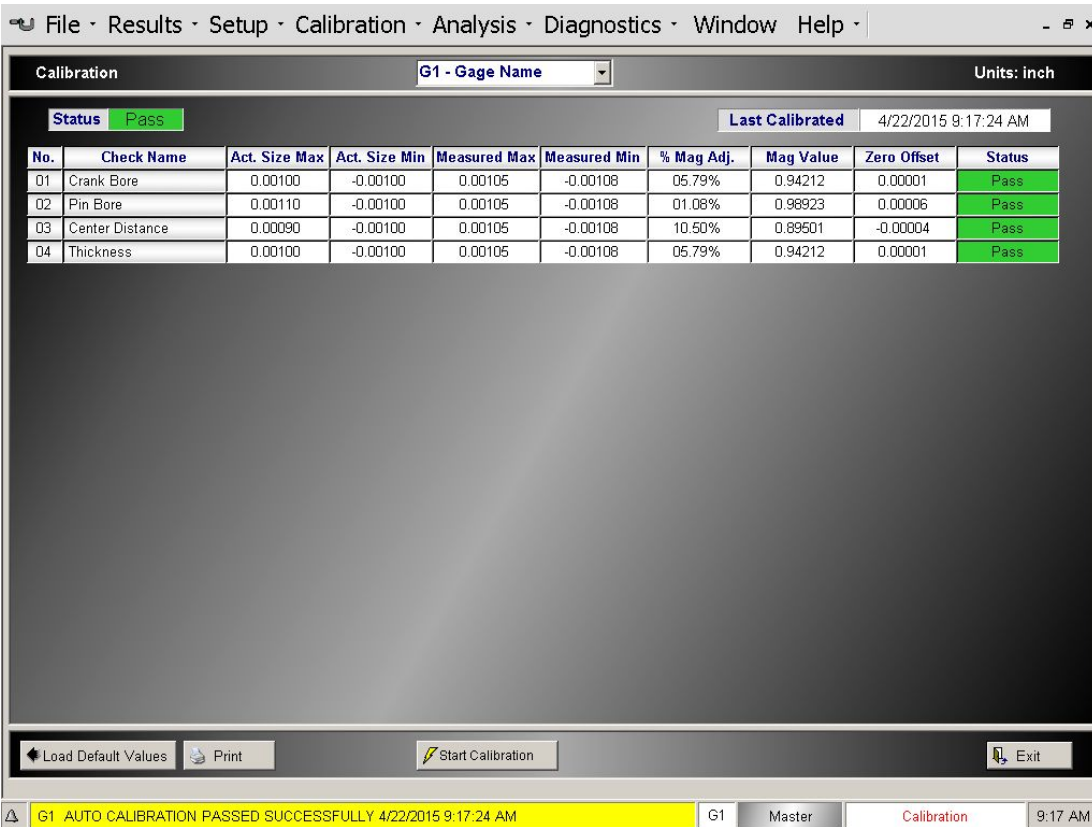 File Results Setup Calibration Analysis Diagnostics Window Help
Calibration G1 - Gage Name Units: inch
Status Pass Last Calibrated 4/22/2015 9:17:24 AM
No. Check Name Act. Size Max Act. Size Min Measured Max Measured Min % Mag Adj. Mag Value Zero Offset Status
01 Crank Bore 0.00100 -0.00100 0.00105 -0.00108 05.79% 0.94212 0.00001 Pass
02 Pin Bore 0.00110 -0.00100 0.00105 -0.00108 01.08% 0.98923 0.00006 Pass
03 Center Distance 0.00090 -0.00100 0.00105 -0.00108 10.50% 0.89501 -0.00004 Pass
04 Thickness 0.00100 -0.00100 0.00105 -0.00108 05.79% 0.94212 0.00001 Pass
Load Default Values Print Start Calibration Exit
G1 AUTO CALIBRATION PASSED SUCCESSFULLY 4/22/2015 9:17:24 AM G1 Master Calibration 9:17 AM